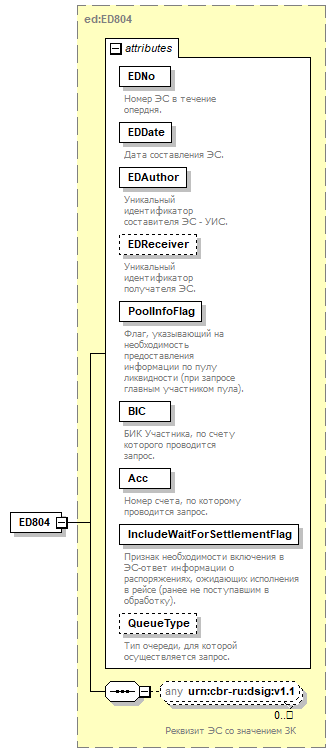 ed:ED804
attributes
EDNo
Номер ЭС в течение
опердня.
EDDate
Дата составления ЭС.
EDAuthor
Уникальный
идентификатор
составителя ЭС - УИС.
EDReceiver
Уникальный
идентификатор
получателя ЭС.
PoolInfoFlag
Флаг, указывающий на
необходимость
предоставления
информации по пулу
ликвидности (при запросе
главным участником пула).
BIC
БИК Участника, по счету
которого проводится
запрос.
Acc
Номер счета, по которому
проводится запрос.
ED804
IncludeWaitForSettlementFlag
Признак необходимости включения в
ЭС-ответ информации о
распоряжениях, ожидающих исполнения
в рейсе (ранее не поступавшим в
обработку).
QueueType
Тип очереди, для которой
осуществляется запрос.
any urn:cbr-ru:dsig:v1.1
0..
Реквизит ЭС со значением ЗК